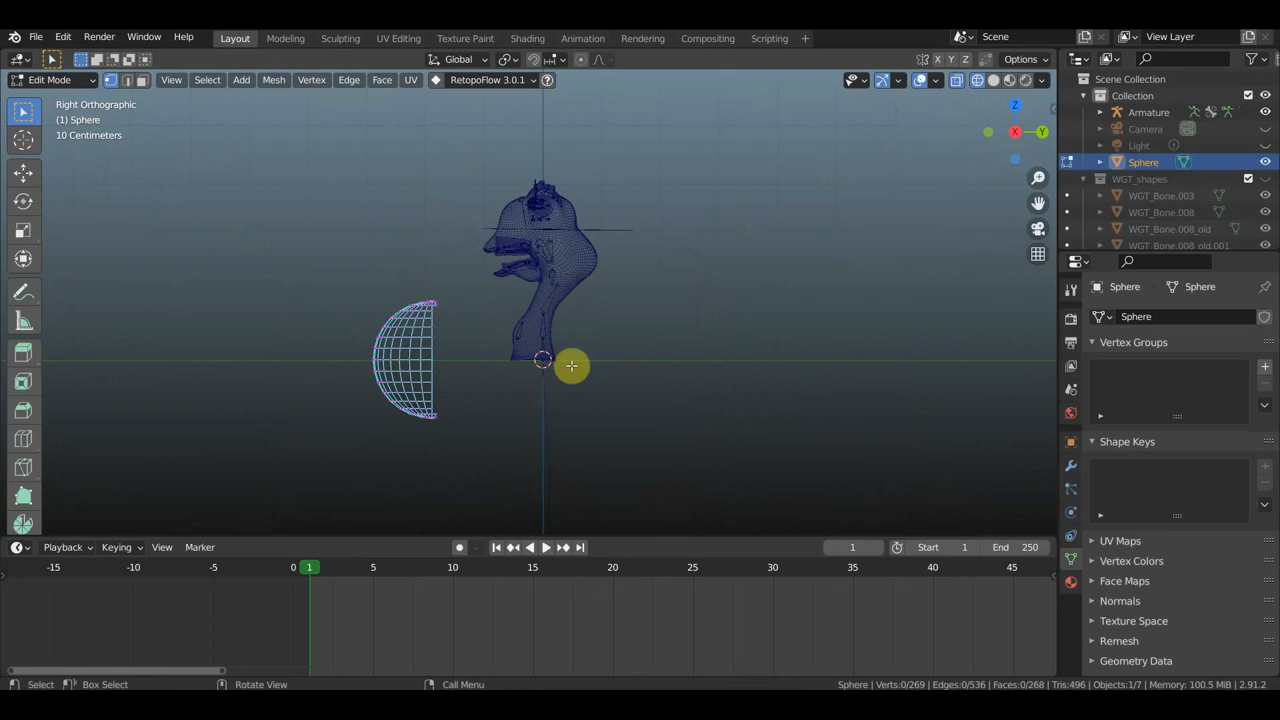 File Edit Render Window Help Layout Modeling Sculpting UV Editing Texture Paint Shading Animation Rendering Compositing Scripting + Scene View Layer
Global X Y Z Options
Edit Mode View Select Add Mesh Vertex Edge Face UV RetopoFlow 3.0.1
Right Orthographic
(1) Sphere
10 Centimeters
Z
X
Y
Scene Collection
Collection
Armature
Camera
Light
Sphere
WGT_shapes
WGT_Bone.003
WGT_Bone.008
WGT_Bone.008_old
WGT_Bone.008_old.001
Sphere Sphere
Sphere
Vertex Groups
Shape Keys
UV Maps
Vertex Colors
Face Maps
Normals
Texture Space
Remesh
Geometry Data
Playback Keying View Marker 1 Start 1 End 250
-15 -10 -5 0 1 5 10 15 20 25 30 35 40 45
Select Box Select Rotate View Call Menu Sphere | Verts:0/269 | Edges:0/536 | Faces:0/268 | Tris:496 | Objects:1/7 | Memory: 100.5 MiB | 2.91.2